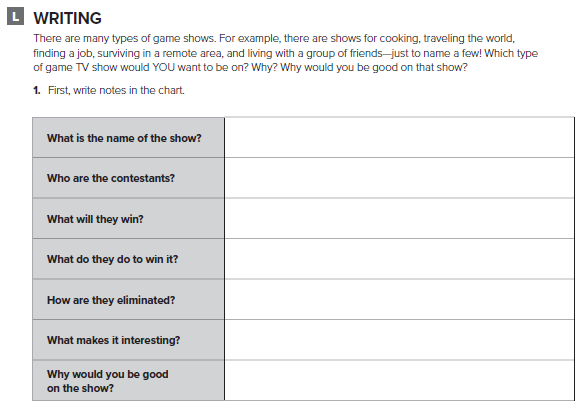 L WRITING
There are many types of game shows. For example, there are shows for cooking, traveling the world,
finding a job, surviving in a remote area, and living with a group of friends—just to name a few! Which type
of game TV show would YOU want to be on? Why? Why would you be good on that show?
1. First, write notes in the chart.
What is the name of the show?
Who are the contestants?
What will they win?
What do they do to win it?
How are they eliminated?
What makes it interesting?
Why would you be good
on the show?